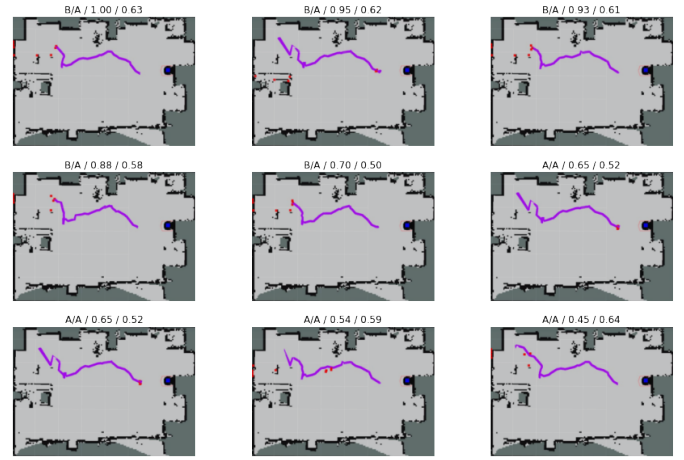 B/A / 1.00 / 0.63
B/A / 0.95 / 0.62
B/A / 0.93 / 0.61
B/A / 0.88 / 0.58
B/A / 0.70 / 0.50
A/A / 0.65 / 0.52
A/A / 0.65 / 0.52
A/A / 0.54 / 0.59
A/A / 0.45 / 0.64